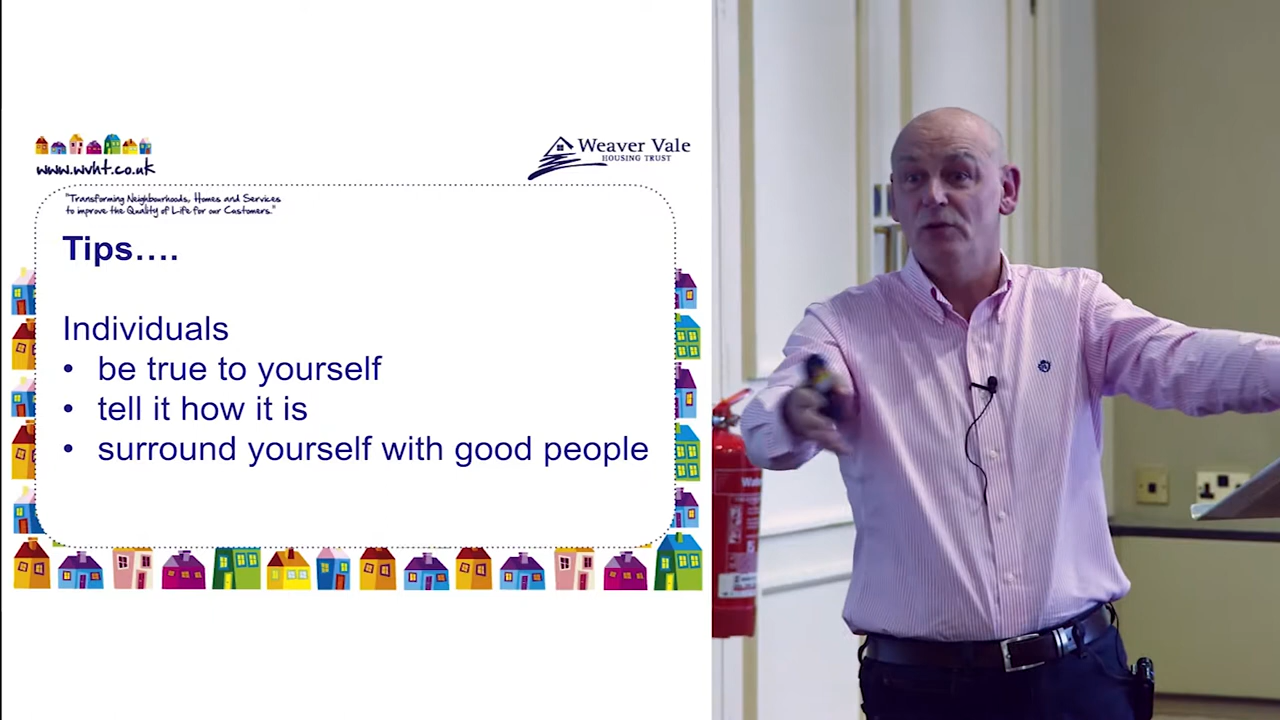 www.wvht.co.uk
Weaver Vale
HOUSING TRUST
"Transforming Neighbourhoods, Homes and Services
to improve the Quality of Life for our Customers."
Tips....
Individuals
• be true to yourself
• tell it how it is
• surround yourself with good people